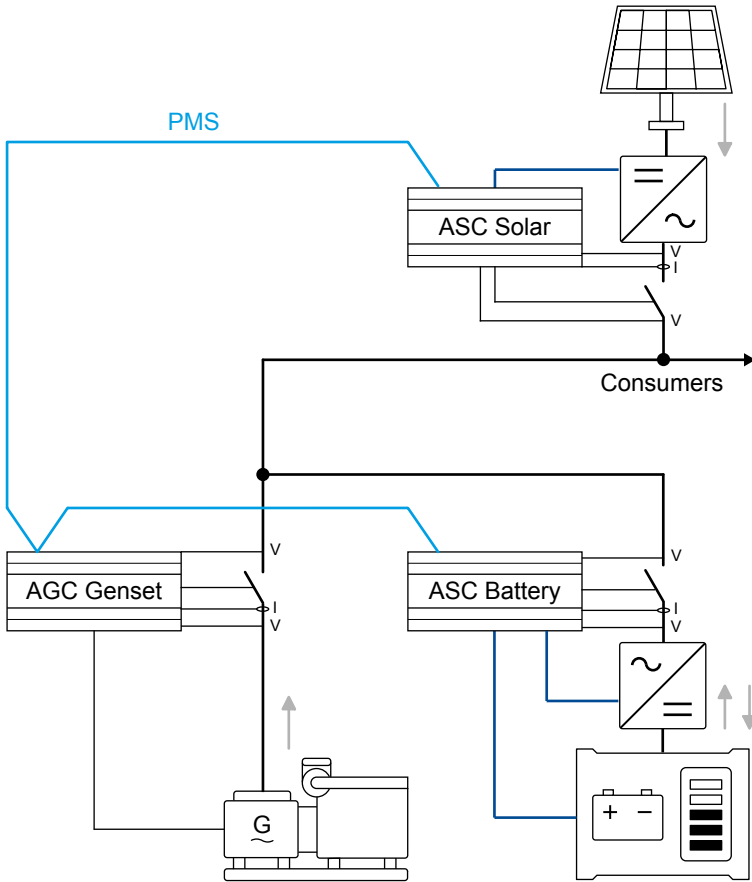 PMS
ASC Solar
V
I
V
Consumers
V
V
AGC Genset
ASC Battery
I
I
V
V
G
+ −